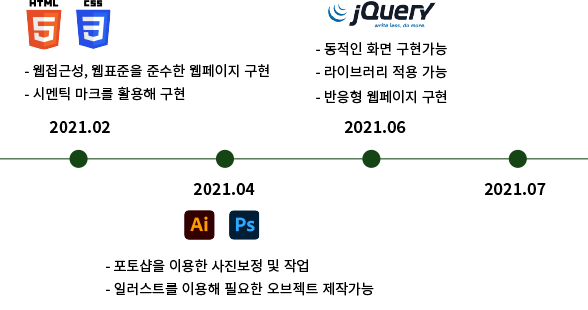 HTML CSS
5 3
jQuery
write less, do more.
- 웹접근성, 웹표준을 준수한 웹페이지 구현
- 시멘틱 마크를 활용해 구현
- 동적인 화면 구현가능
- 라이브러리 적용 가능
- 반응형 웹페이지 구현
2021.02
2021.06
2021.04
2021.07
Ai Ps
- 포토샵을 이용한 사진보정 및 작업
- 일러스트를 이용해 필요한 오브젝트 제작가능